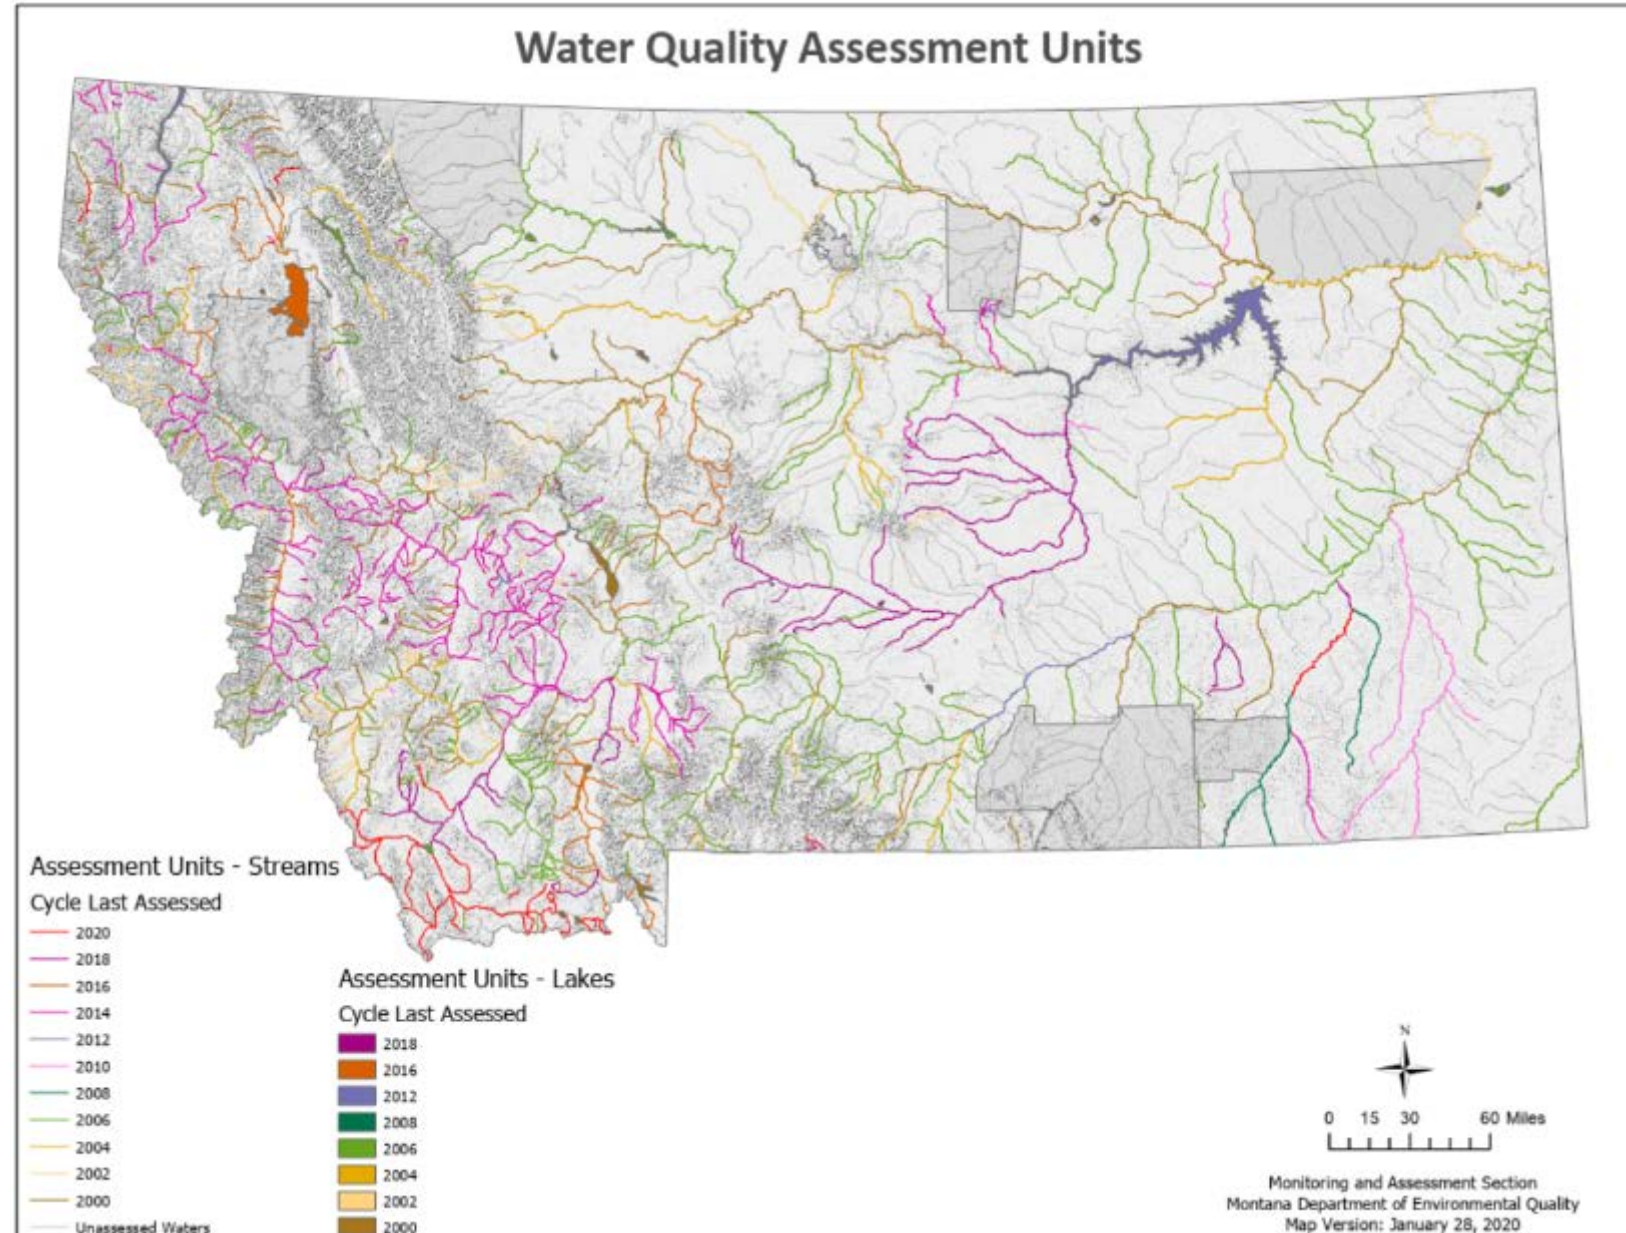 Water Quality Assessment Units
Assessment Units - Streams
Cycle Last Assessed
2020
2018
2016
2014
2012
2010
2008
2006
2004
2002
2000
Unassessed Waters
Assessment Units - Lakes
Cycle Last Assessed
2018
2016
2012
2008
2006
2004
2002
2000
N
0 15 30 60 Miles
Monitoring and Assessment Section
Montana Department of Environmental Quality
Map Version: January 28, 2020